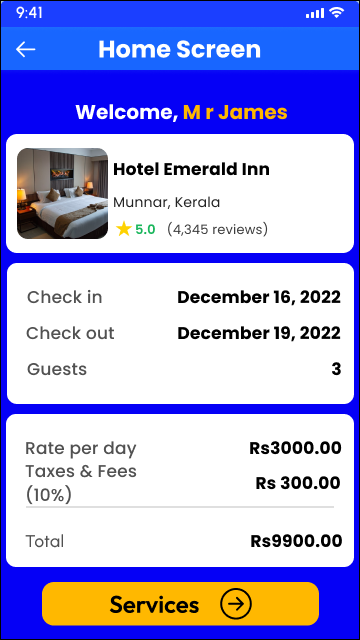 9:41
Home Screen
Welcome, M r James
Hotel Emerald Inn
Munnar, Kerala
5.0 (4,345 reviews)
Check in December 16, 2022
Check out December 19, 2022
Guests 3
Rate per day Rs3000.00
Taxes & Fees
(10%) Rs 300.00
Total Rs9900.00
Services